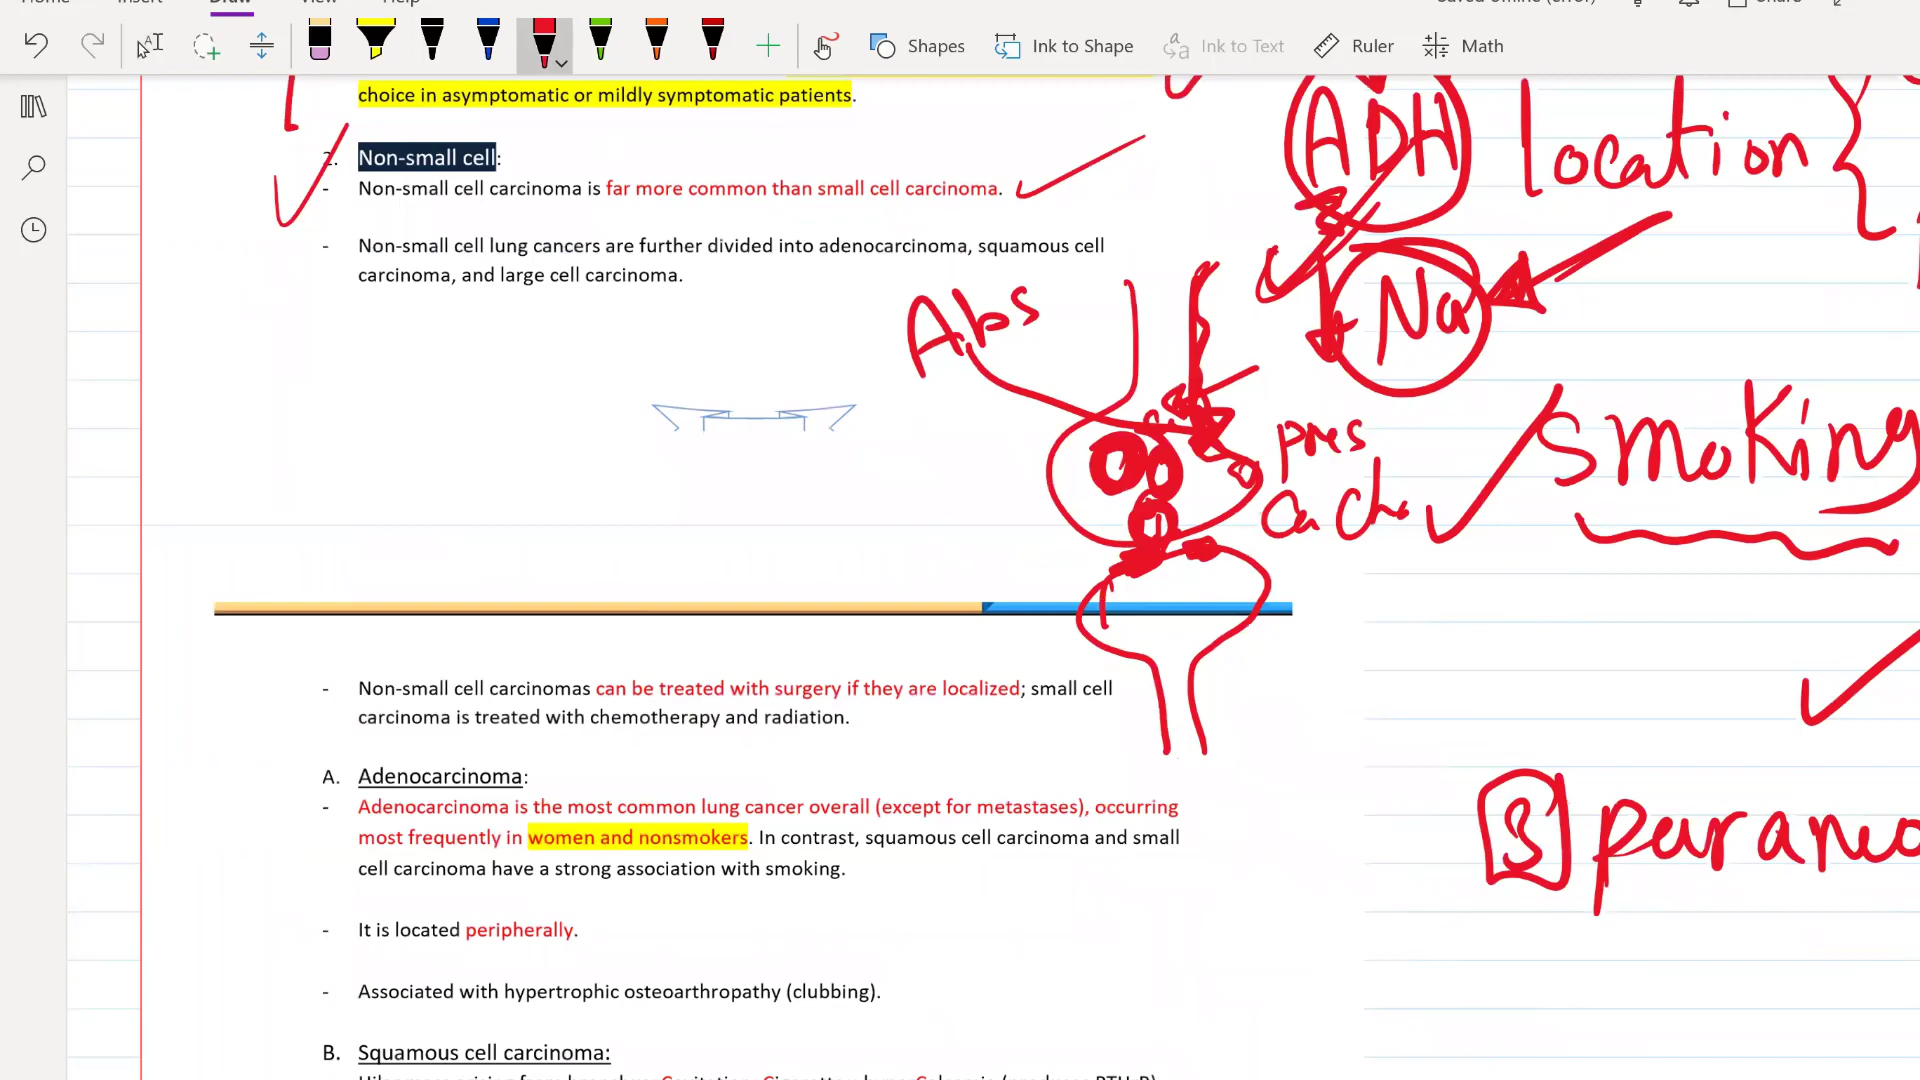 Shapes
Ink to Shape
Ink to Text
Ruler
Math
choice in asymptomatic or mildly symptomatic patients.
2. Non-small cell:
- Non-small cell carcinoma is far more common than small cell carcinoma.
- Non-small cell lung cancers are further divided into adenocarcinoma, squamous cell
carcinoma, and large cell carcinoma.
ADH
location
Na
Abs
pres
Ca Ch
smoking
- Non-small cell carcinomas can be treated with surgery if they are localized; small cell
carcinoma is treated with chemotherapy and radiation.
A. Adenocarcinoma:
- Adenocarcinoma is the most common lung cancer overall (except for metastases), occurring
most frequently in women and nonsmokers. In contrast, squamous cell carcinoma and small
cell carcinoma have a strong association with smoking.
3 paraneo
- It is located peripherally.
- Associated with hypertrophic osteoarthropathy (clubbing).
B. Squamous cell carcinoma: